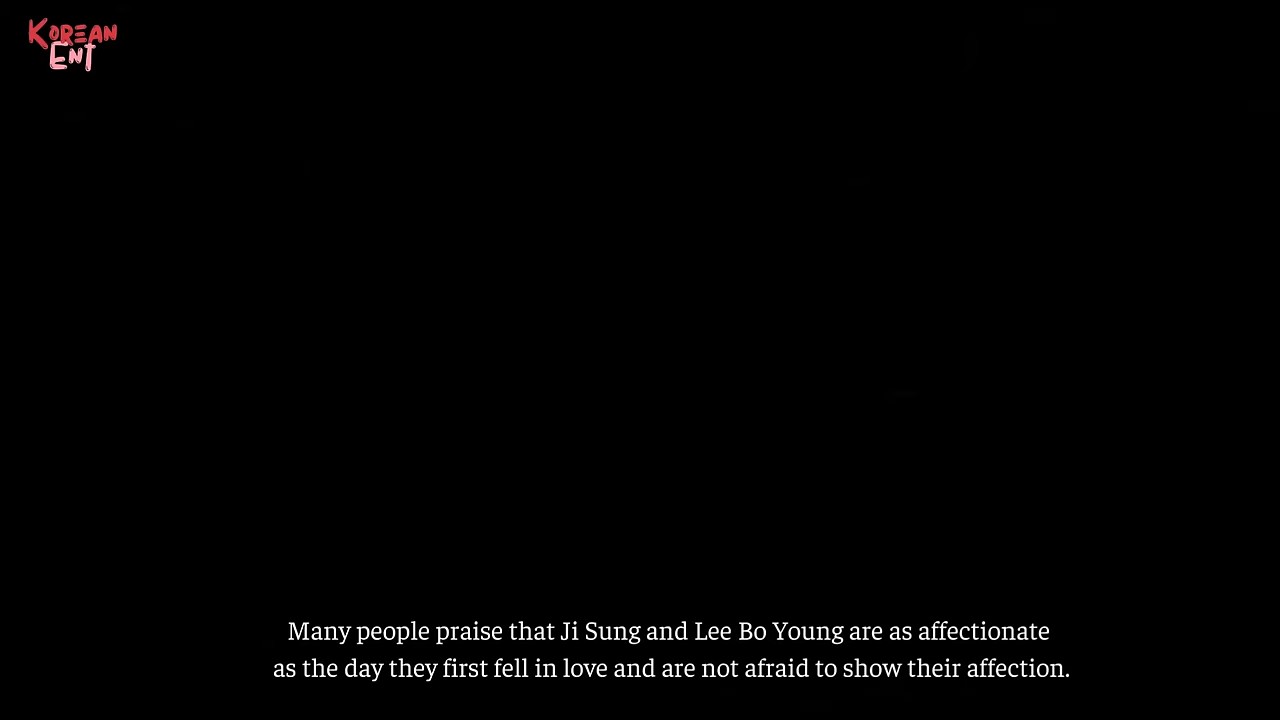 KOREAN
ENT
Many people praise that Ji Sung and Lee Bo Young are as affectionate
as the day they first fell in love and are not afraid to show their affection.